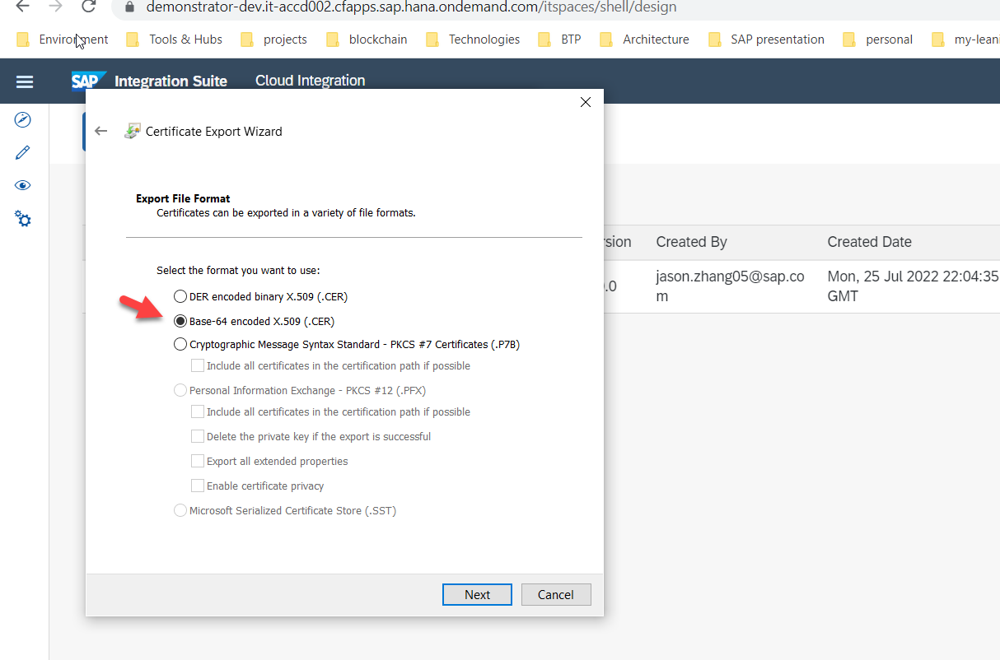 demonstrator-dev.it-accd002.cfapps.sap.hana.ondemand.com/itspaces/shell/design
Environment Tools & Hubs projects blockchain Technologies BTP Architecture SAP presentation personal my-leani
SAP Integration Suite Cloud Integration
Certificate Export Wizard
Export File Format
Certificates can be exported in a variety of file formats.
rsion Created By Created Date
Select the format you want to use:
.0 jason.zhang05@sap.co Mon, 25 Jul 2022 22:04:35
m GMT
DER encoded binary X.509 (.CER)
Base-64 encoded X.509 (.CER)
Cryptographic Message Syntax Standard - PKCS #7 Certificates (.P7B)
Include all certificates in the certification path if possible
Personal Information Exchange - PKCS #12 (.PFX)
Include all certificates in the certification path if possible
Delete the private key if the export is successful
Export all extended properties
Enable certificate privacy
Microsoft Serialized Certificate Store (.SST)
Next Cancel